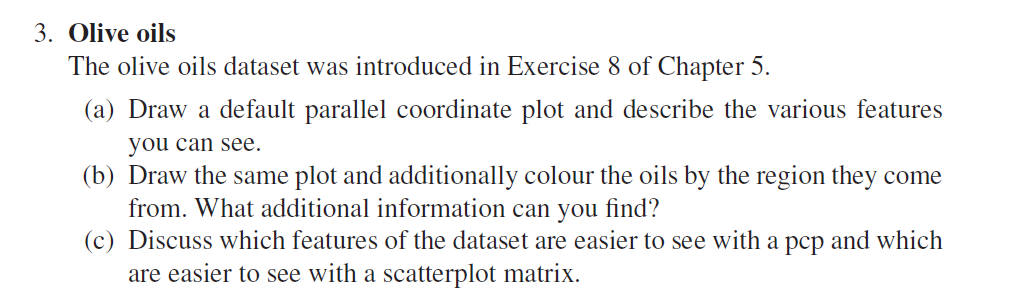 3. Olive oils
The olive oils dataset was introduced in Exercise 8 of Chapter 5.
(a) Draw a default parallel coordinate plot and describe the various features
you can see.
(b) Draw the same plot and additionally colour the oils by the region they come
from. What additional information can you find?
(c) Discuss which features of the dataset are easier to see with a pcp and which
are easier to see with a scatterplot matrix.